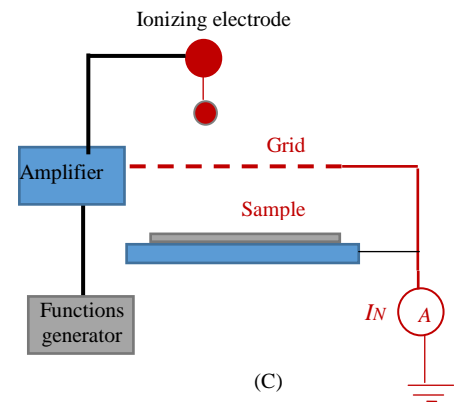 Ionizing electrode
Grid
Amplifier
Sample
Functions
generator
IN
A
(C)